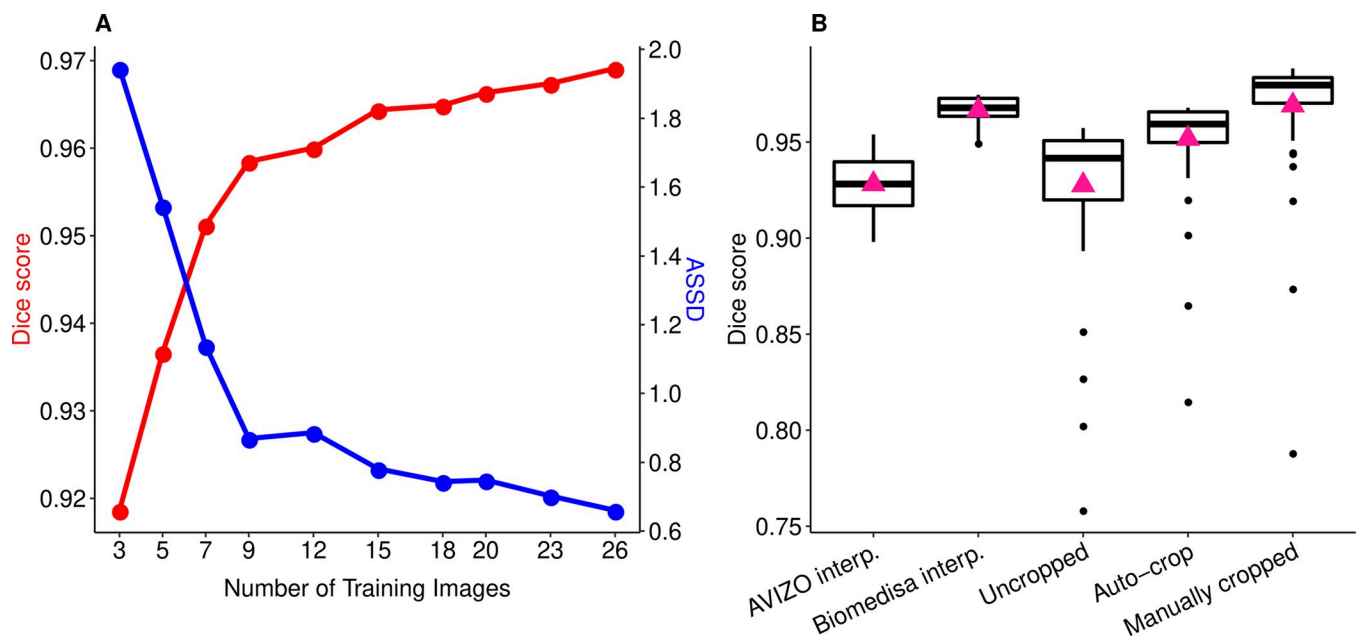 A
Dice score
0.97
0.96
0.95
0.94
0.93
0.92
2.0
1.8
1.6
1.4
1.2
1.0
0.8
0.6
ASSD
3 5 7 9 12 15 18 20 23 26
Number of Training Images
B
Dice score
0.95
0.90
0.85
0.80
0.75
AVIZO interp.
Biomedisa interp.
Uncropped
Auto−crop
Manually cropped